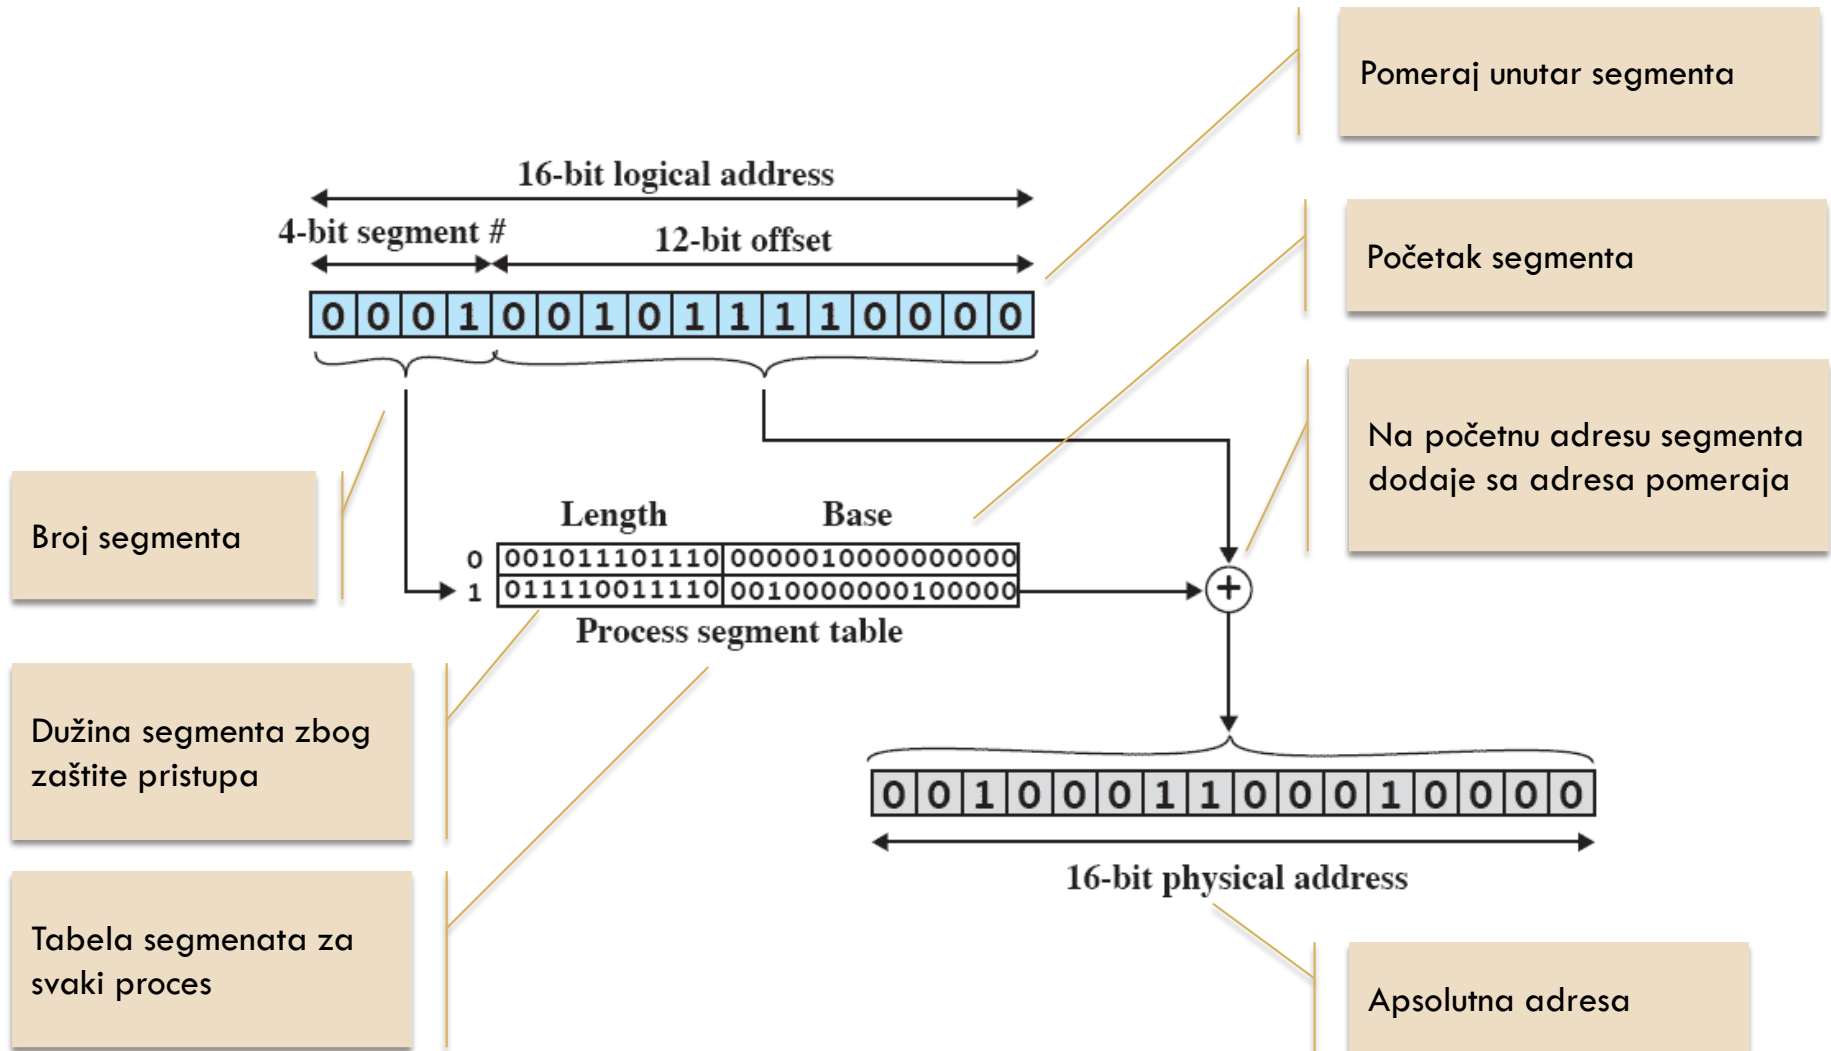 Pomeraj unutar segmenta
16-bit logical address
4-bit segment #
12-bit offset
Početak segmenta
0 0 0 1 0 0 1 0 1 1 1 1 0 0 0 0
Na početnu adresu segmenta
dodaje sa adresa pomeraja
Broj segmenta
Length Base
0 001011101110 0000010000000000
1 011110011110 0010000000100000
+
Process segment table
Dužina segmenta zbog
zaštite pristupa
0 0 1 0 0 0 1 1 0 0 0 1 0 0 0 0
16-bit physical address
Tabela segmenata za
svaki proces
Apsolutna adresa